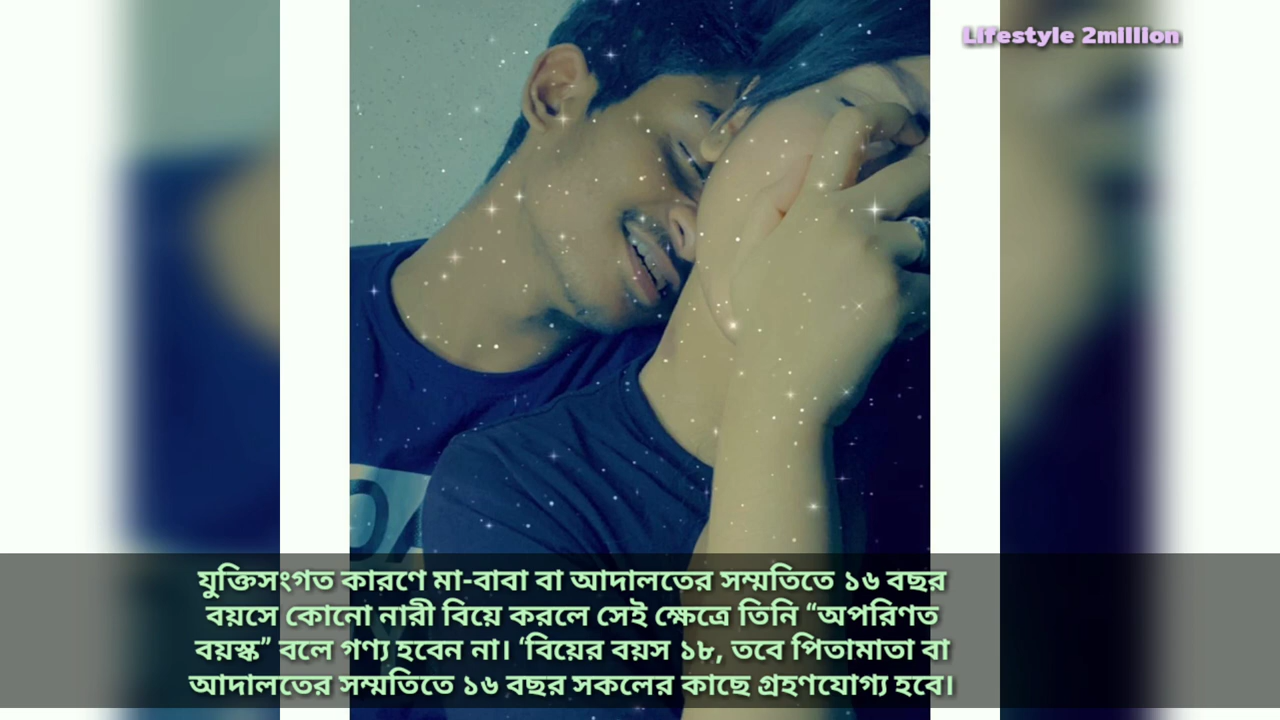 Lifestyle 2million
যুক্তিসংগত কারণে মা-বাবা বা আদালতের সম্মতিতে ১৬ বছর
বয়সে কোনো নারী বিয়ে করলে সেই ক্ষেত্রে তিনি “অপরিণত
বয়স্ক” বলে গণ্য হবেন না। ‘বিয়ের বয়স ১৮, তবে পিতামাতা বা
আদালতের সম্মতিতে ১৬ বছর সকলের কাছে গ্রহণযোগ্য হবে।